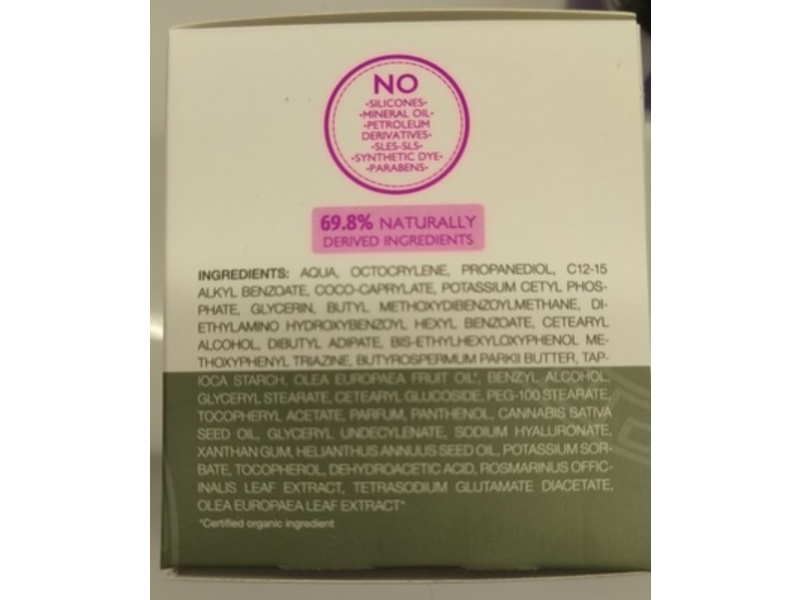 NO
-SILICONES-
-MINERAL OIL-
-PETROLEUM
DERIVATIVES-
-SLES-SLS-
-SYNTHETIC DYE-
-PARABENS-
69.8% NATURALLY
DERIVED INGREDIENTS
INGREDIENTS: AQUA, OCTOCRYLENE, PROPANEDIOL, C12-15
ALKYL BENZOATE, COCO-CAPRYLATE, POTASSIUM CETYL PHOS-
PHATE, GLYCERIN, BUTYL METHOXYDIBENZOYLMETHANE, DI-
ETHYLAMINO HYDROXYBENZOYL HEXYL BENZOATE, CETEARYL
ALCOHOL, DIBUTYL ADIPATE, BIS-ETHYLHEXYLOXYPHENOL ME-
THOXYPHENYL TRIAZINE, BUTYROSPERMUM PARKII BUTTER, TAP-
IOCA STARCH, OLEA EUROPAEA FRUIT OIL*, BENZYL ALCOHOL,
GLYCERYL STEARATE, CETEARYL GLUCOSIDE, PEG-100 STEARATE,
TOCOPHERYL ACETATE, PARFUM, PANTHENOL, CANNABIS SATIVA
SEED OIL, GLYCERYL UNDECYLENATE, SODIUM HYALURONATE,
XANTHAN GUM, HELIANTHUS ANNUUS SEED OIL, POTASSIUM SOR-
BATE, TOCOPHEROL, DEHYDROACETIC ACID, ROSMARINUS OFFIC-
INALIS LEAF EXTRACT, TETRASODIUM GLUTAMATE DIACETATE,
OLEA EUROPAEA LEAF EXTRACT*
*Certified organic ingredient